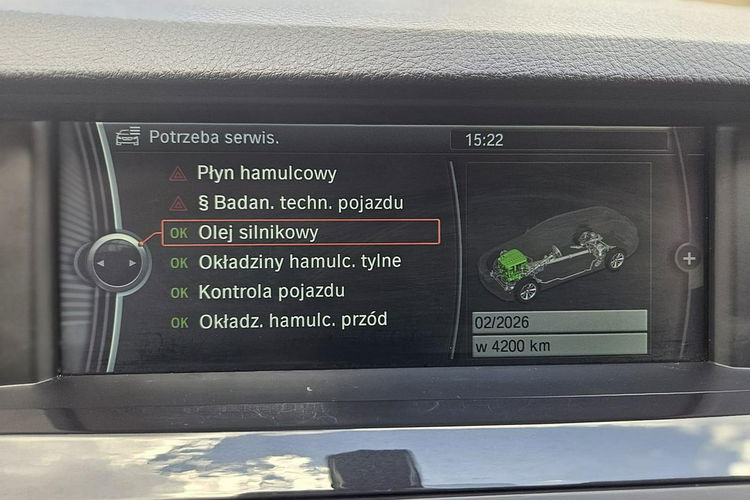 Potrzeba serwis.
15:22
Płyn hamulcowy
§ Badan. techn. pojazdu
OK Olej silnikowy
OK Okładziny hamulc. tylne
OK Kontrola pojazdu
OK Okładz. hamulc. przód
02/2026
w 4200 km